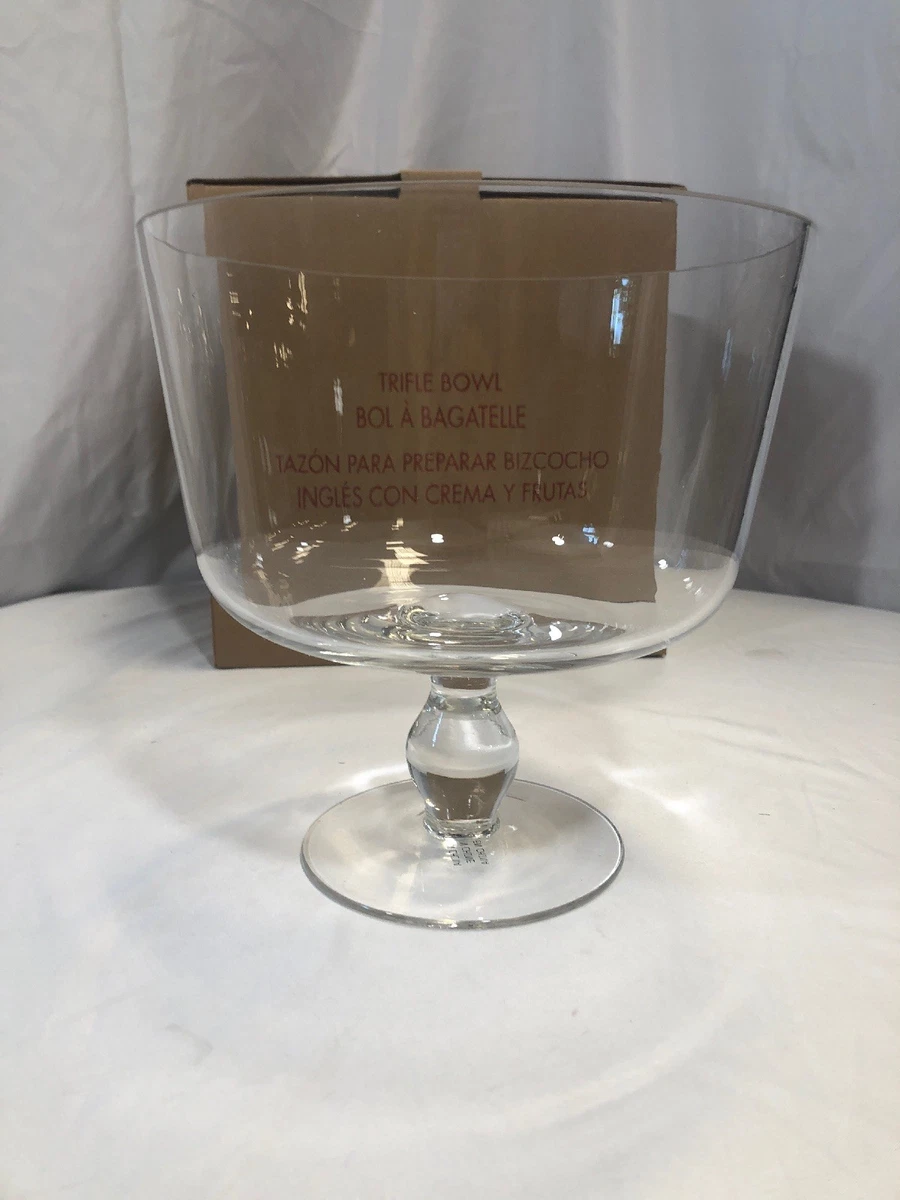 TRIFLE BOWL
BOL À BAGATELLE
TAZÓN PARA PREPARAR BIZCOCHO
INGLÉS CON CREMA Y FRUTAS